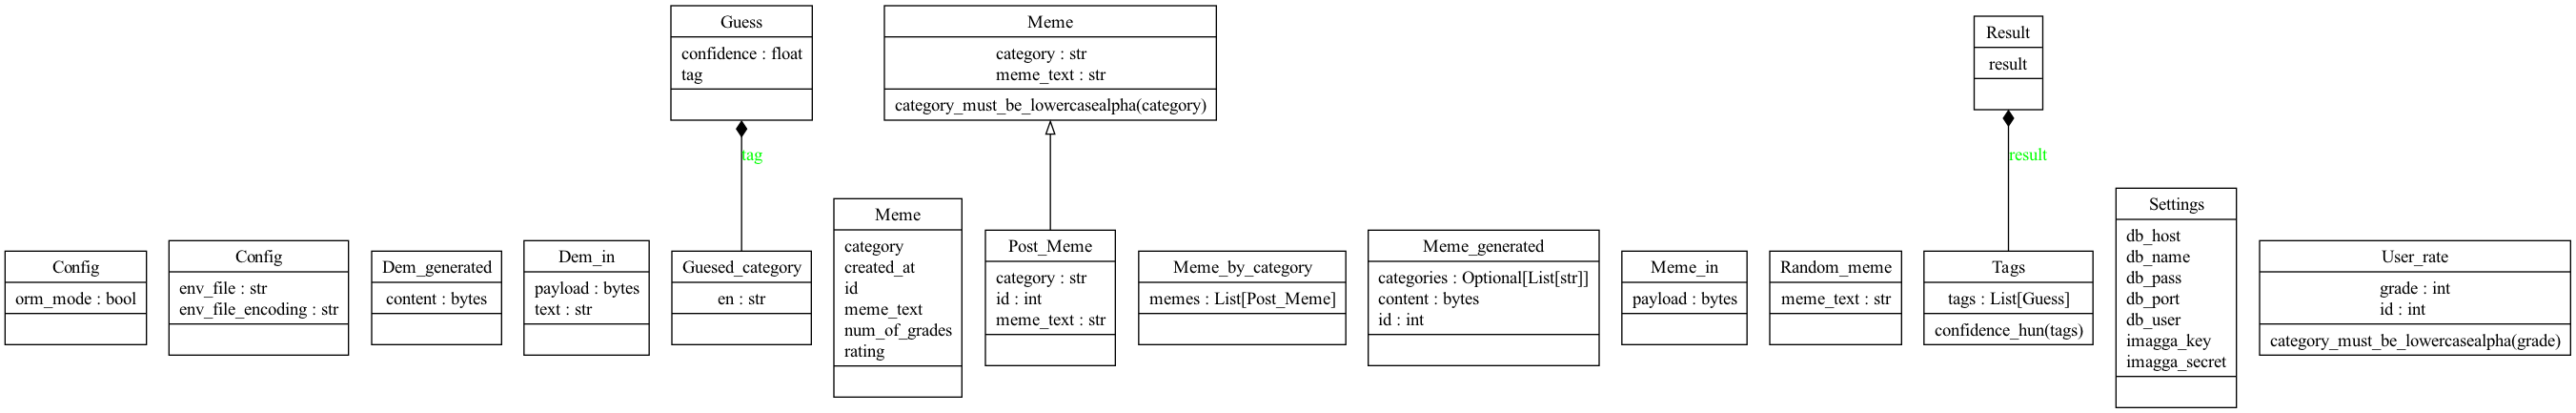 Guess
confidence : float
tag
Meme
category : str
meme_text : str
category_must_be_lowercasealpha(category)
Result
result
tag
result
Config
orm_mode : bool
Config
env_file : str
env_file_encoding : str
Dem_generated
content : bytes
Dem_in
payload : bytes
text : str
Guesed_category
en : str
Meme
category
created_at
id
meme_text
num_of_grades
rating
Post_Meme
category : str
id : int
meme_text : str
Meme_by_category
memes : List[Post_Meme]
Meme_generated
categories : Optional[List[str]]
content : bytes
id : int
Meme_in
payload : bytes
Random_meme
meme_text : str
Tags
tags : List[Guess]
confidence_hun(tags)
Settings
db_host
db_name
db_pass
db_port
db_user
imagga_key
imagga_secret
User_rate
grade : int
id : int
category_must_be_lowercasealpha(grade)